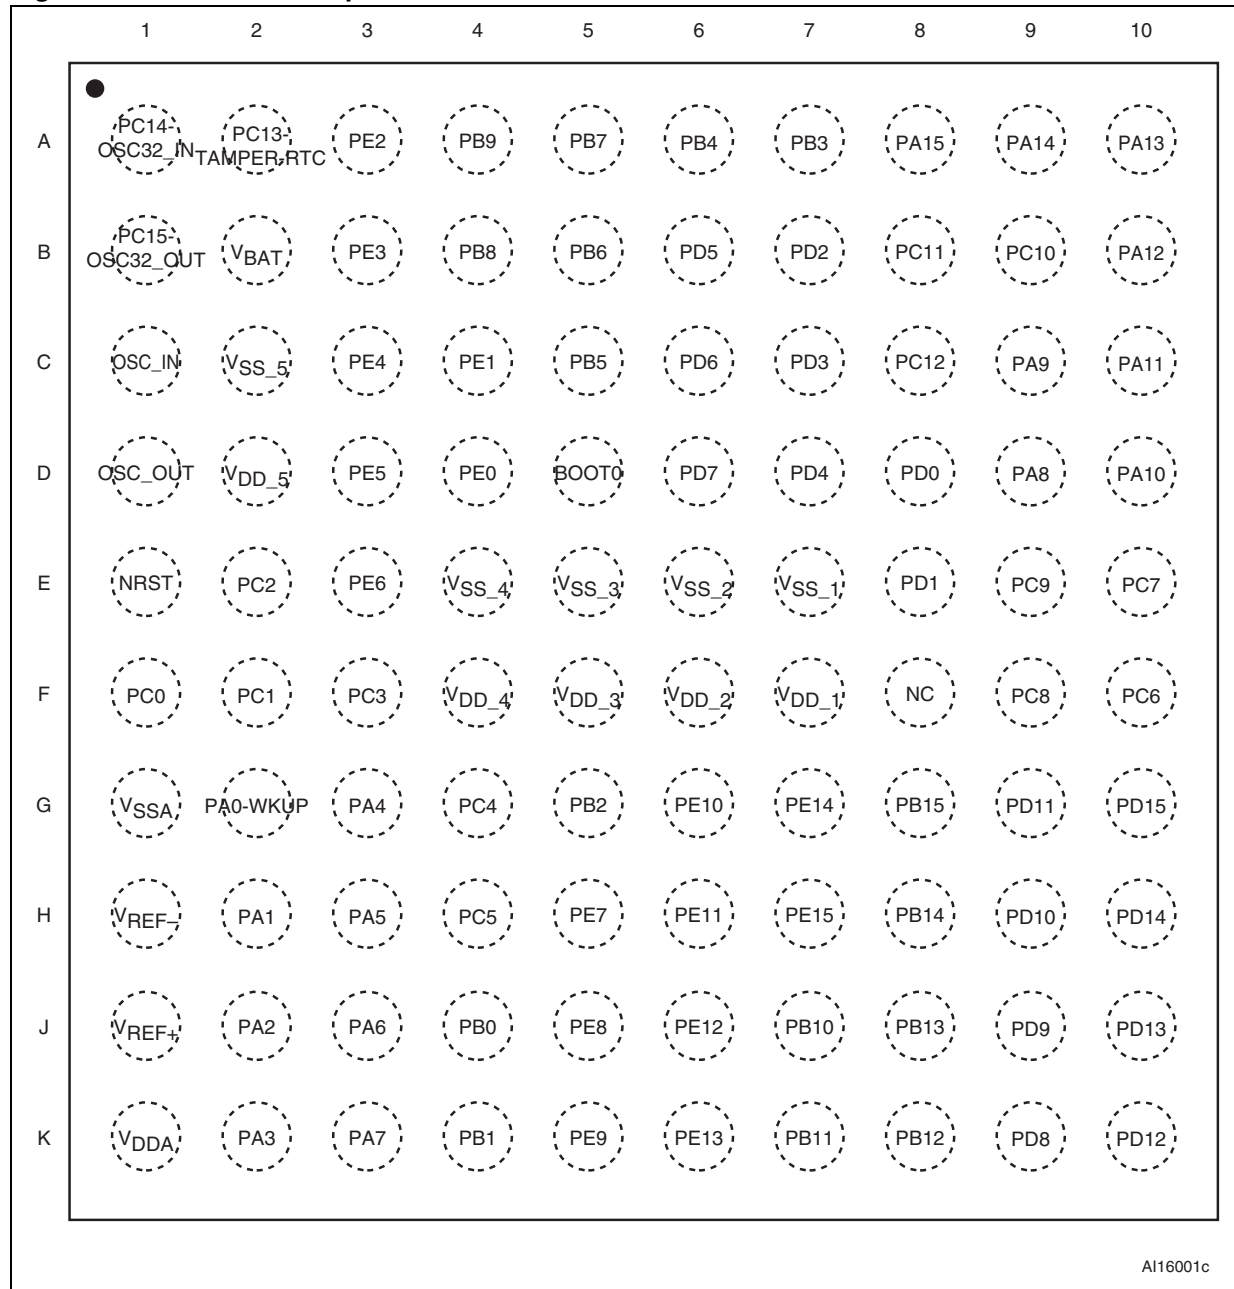 1 2 3 4 5 6 7 8 9 10
A PC14-OSC32_IN PC13-TAMPER-RTC PE2 PB9 PB7 PB4 PB3 PA15 PA14 PA13
B PC15-OSC32_OUT VBAT PE3 PB8 PB6 PD5 PD2 PC11 PC10 PA12
C OSC_IN VSS_5 PE4 PE1 PB5 PD6 PD3 PC12 PA9 PA11
D OSC_OUT VDD_5 PE5 PE0 BOOT0 PD7 PD4 PD0 PA8 PA10
E NRST PC2 PE6 VSS_4 VSS_3 VSS_2 VSS_1 PD1 PC9 PC7
F PC0 PC1 PC3 VDD_4 VDD_3 VDD_2 VDD_1 NC PC8 PC6
G VSSA PA0-WKUP PA4 PC4 PB2 PE10 PE14 PB15 PD11 PD15
H VREF– PA1 PA5 PC5 PE7 PE11 PE15 PB14 PD10 PD14
J VREF+ PA2 PA6 PB0 PE8 PE12 PB10 PB13 PD9 PD13
K VDDA PA3 PA7 PB1 PE9 PE13 PB11 PB12 PD8 PD12
AI16001c